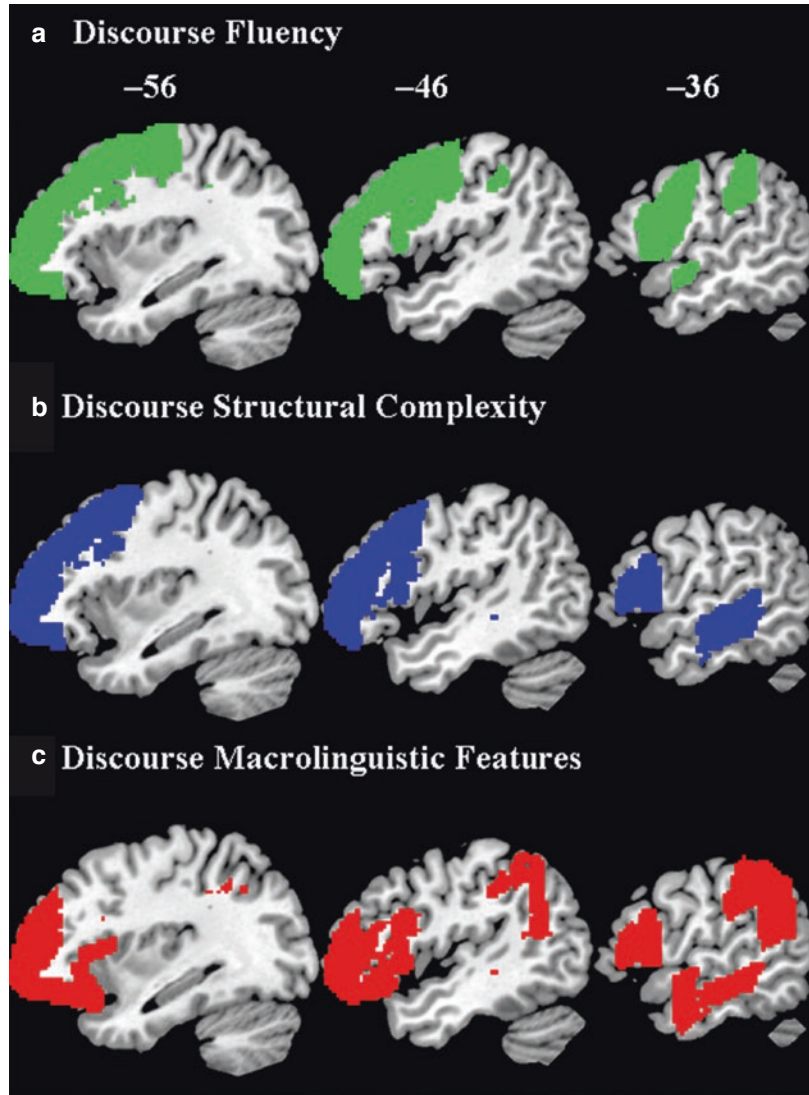 a Discourse Fluency
–56 –46 –36
b Discourse Structural Complexity
c Discourse Macrolinguistic Features